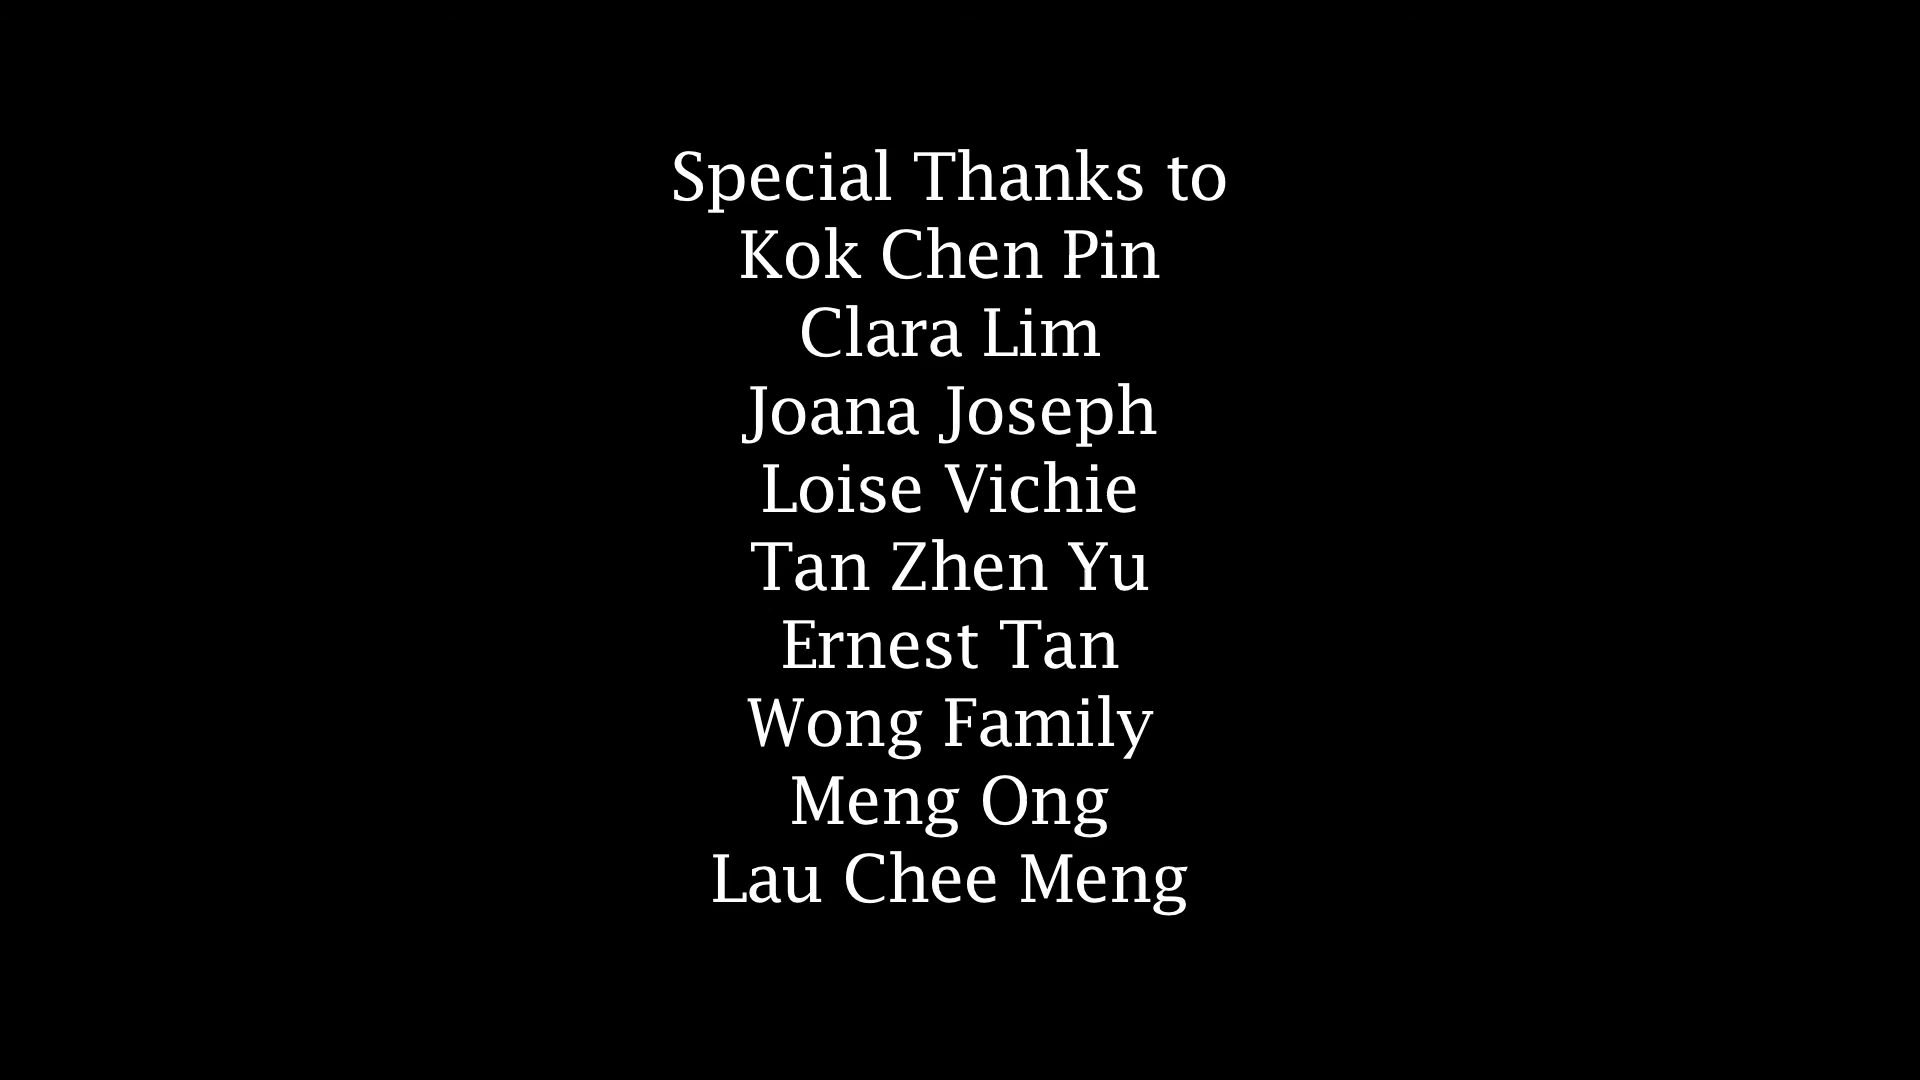 Special Thanks to
Kok Chen Pin
Clara Lim
Joana Joseph
Loise Vichie
Tan Zhen Yu
Ernest Tan
Wong Family
Meng Ong
Lau Chee Meng